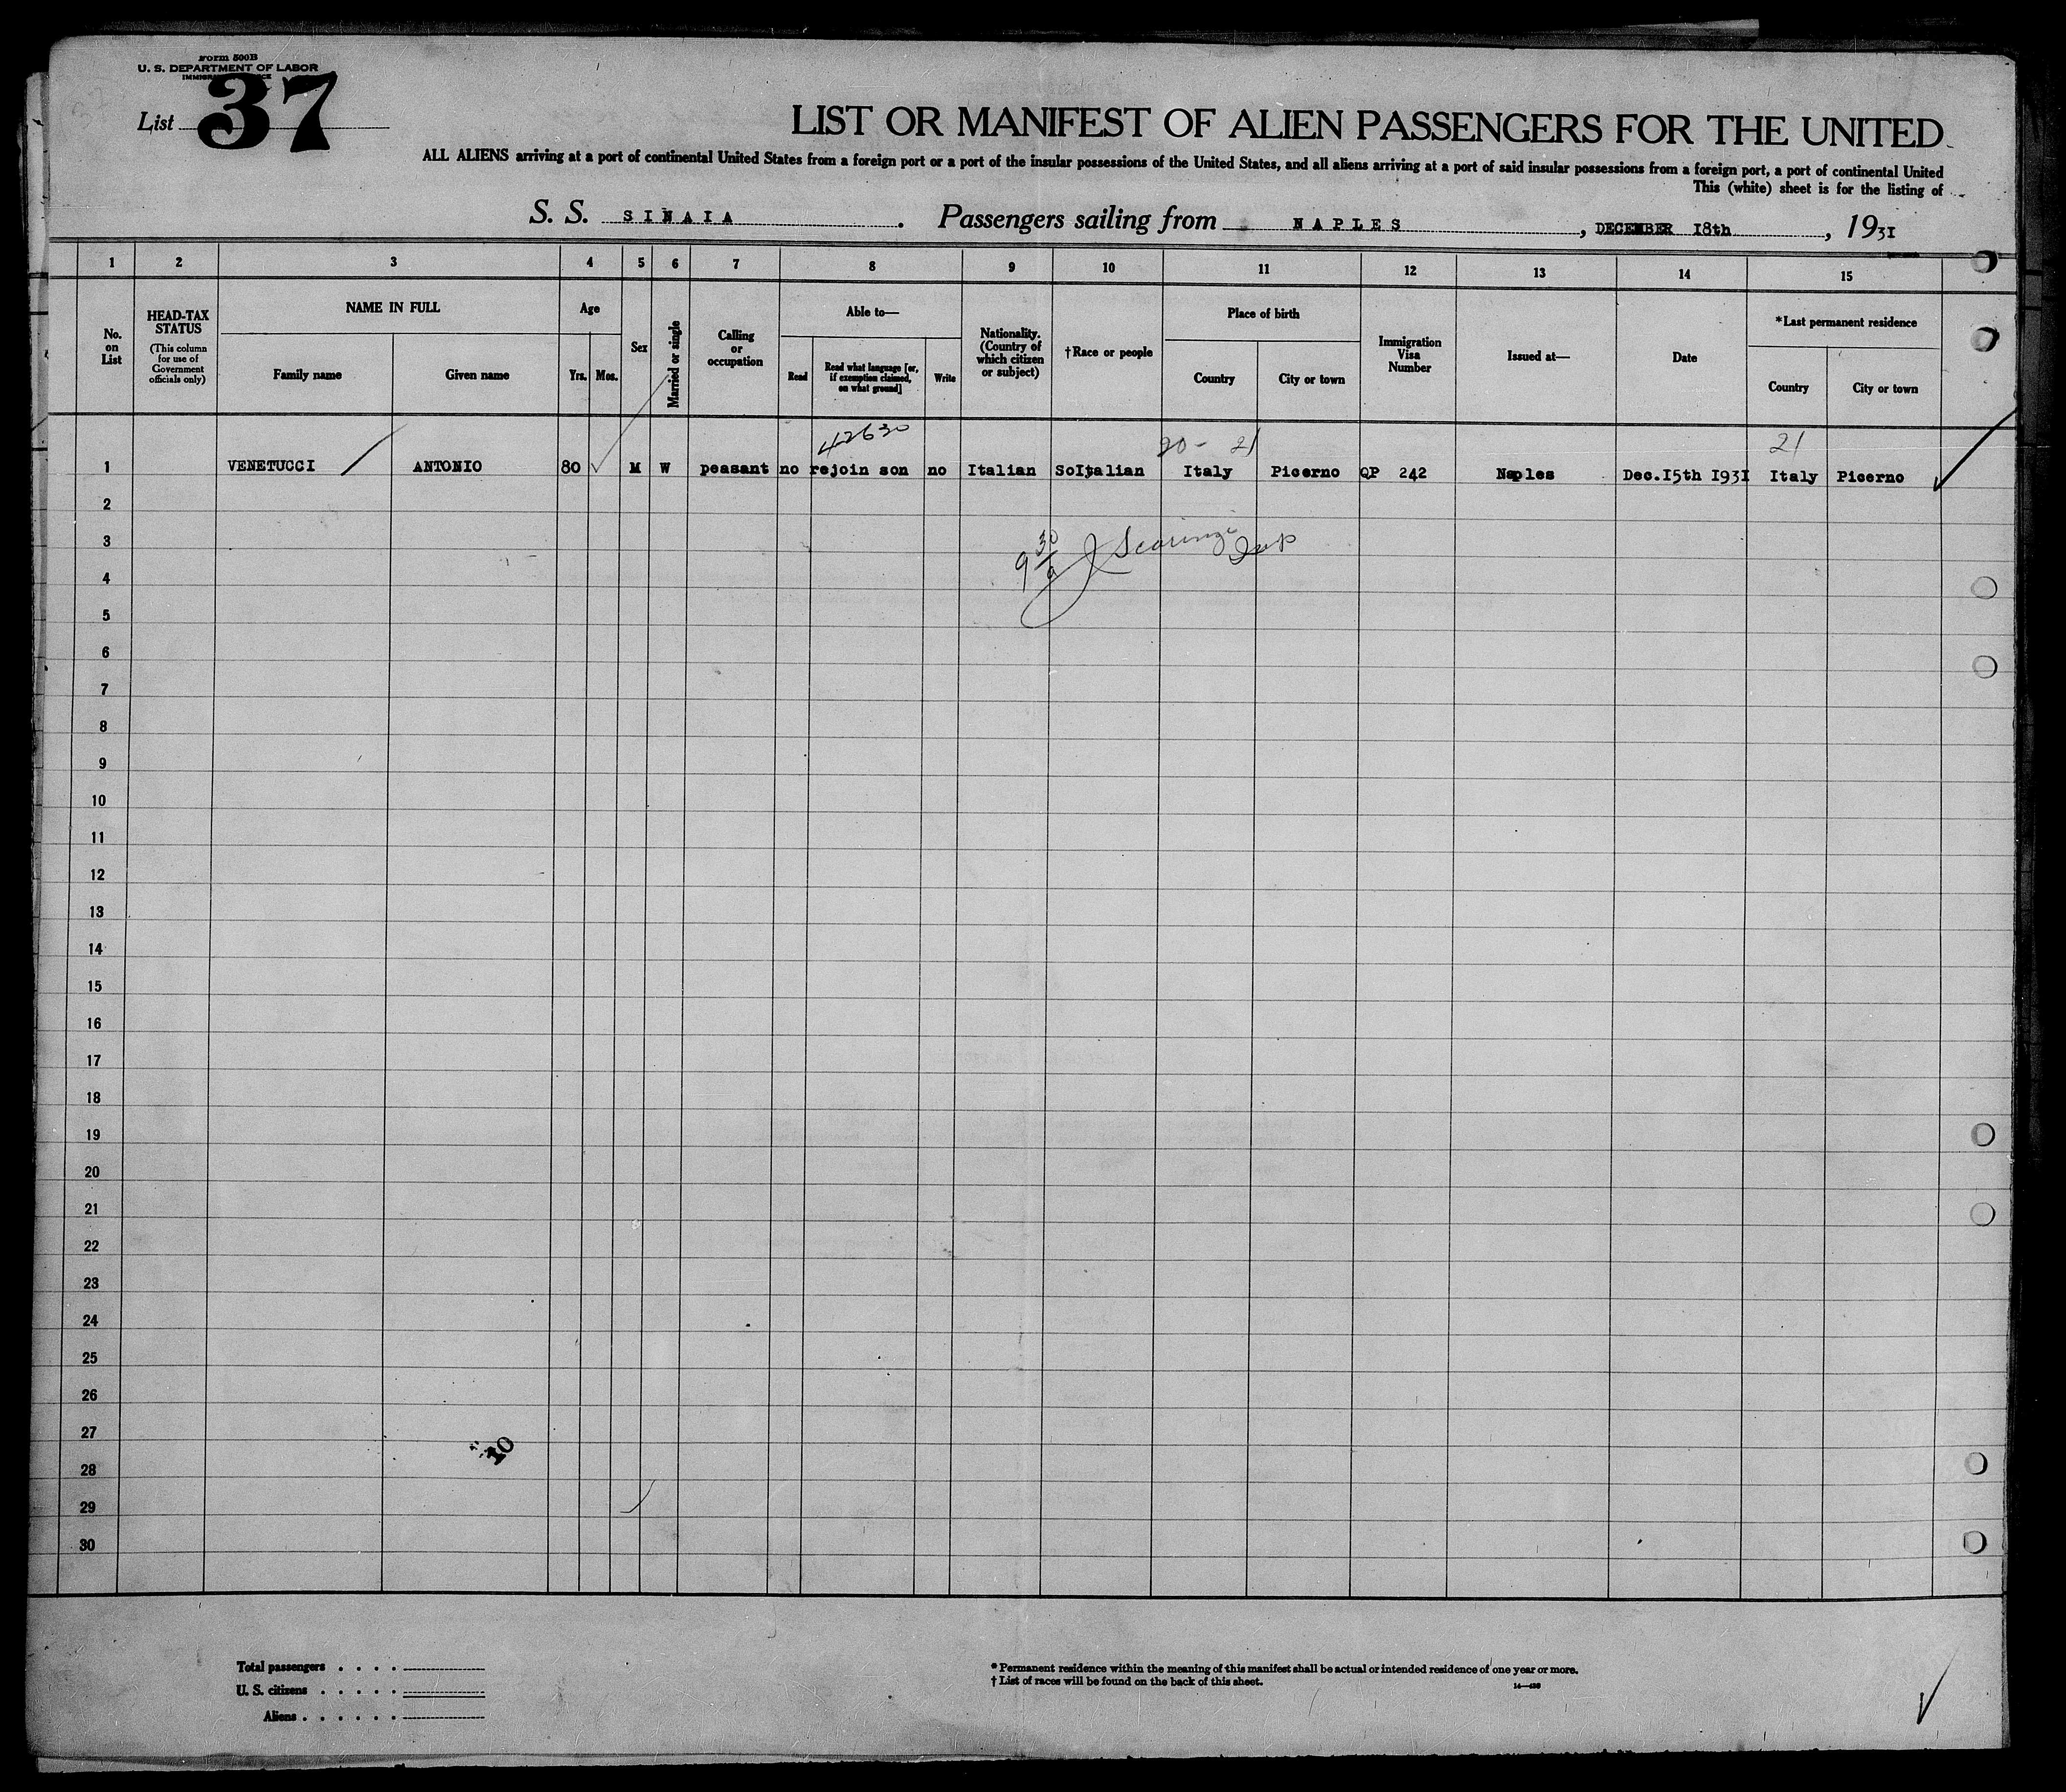 Form 500B
U. S. DEPARTMENT OF LABOR
List 37
LIST OR MANIFEST OF ALIEN PASSENGERS FOR THE UNITED
ALL ALIENS arriving at a port of continental United States from a foreign port or a port of the insular possessions of the United States, and all aliens arriving at a port of said insular possessions from a foreign port, a port of continental United
This (white) sheet is for the listing of
S. S. SINAIA. Passengers sailing from NAPLES, DECEMBER 18th, 1931
1 2 3 4 5 6 7 8 9 10 11 12 13 14 15
No. on List
HEAD-TAX STATUS
(This column for use of Government officials only)
NAME IN FULL
Family name
Given name
Age
Yrs. Mos.
Sex
Married or single
Calling or occupation
Able to—
Read
Read what language [or, if exemption claimed, on what ground]
Write
Nationality. (Country of which citizen or subject)
†Race or people
Place of birth
Country
City or town
Immigration Visa Number
Issued at—
Date
*Last permanent residence
Country
City or town
42630 20- 21 21
1 VENETUCCI ANTONIO 80 M W peasant no rejoin son no Italian SoItalian Italy Picerno QP 242 Naples Dec.15th 1931 Italy Picerno
2
3
4
5
6
7
8
9
10
11
12
13
14
15
16
17
18
19
20
21
22
23
24
25
26
27
10
28
29
30
Total passengers . . . .
U. S. citizens . . . . .
Aliens . . . . . .
* Permanent residence within the meaning of this manifest shall be actual or intended residence of one year or more.
† List of races will be found on the back of this sheet.